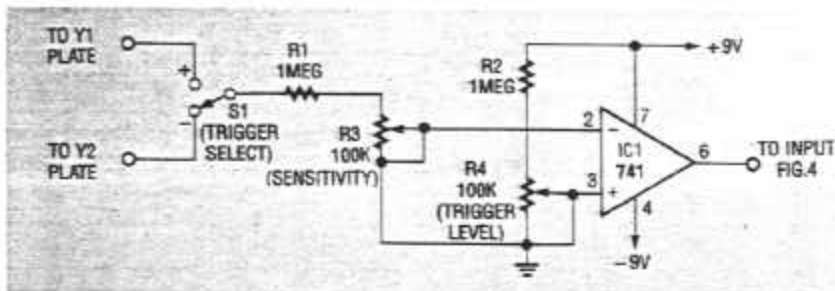 TO Y1
PLATE
+
−
S1
(TRIGGER
SELECT)
TO Y2
PLATE
R1
1MEG
R3
100K
(SENSITIVITY)
R2
1MEG
R4
100K
(TRIGGER
LEVEL)
+9V
2
−
7
IC1
741
3
+
4
6
−9V
TO INPUT
FIG.4